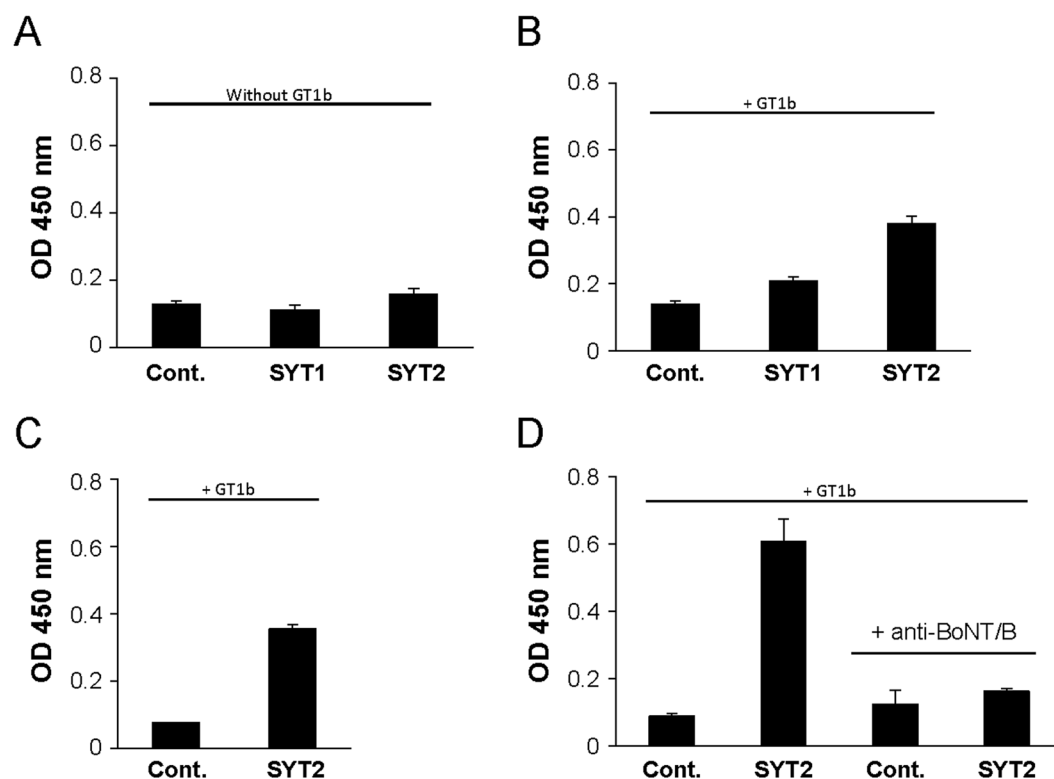 A
Without GT1b
0.8
0.6
0.4
0.2
0
OD 450 nm
Cont. SYT1 SYT2
B
+ GT1b
0.8
0.6
0.4
0.2
0
OD 450 nm
Cont. SYT1 SYT2
C
+ GT1b
0.8
0.6
0.4
0.2
0
OD 450 nm
Cont. SYT2
D
+ GT1b
0.8
0.6
0.4
0.2
0
OD 450 nm
+ anti-BoNT/B
Cont. SYT2 Cont. SYT2